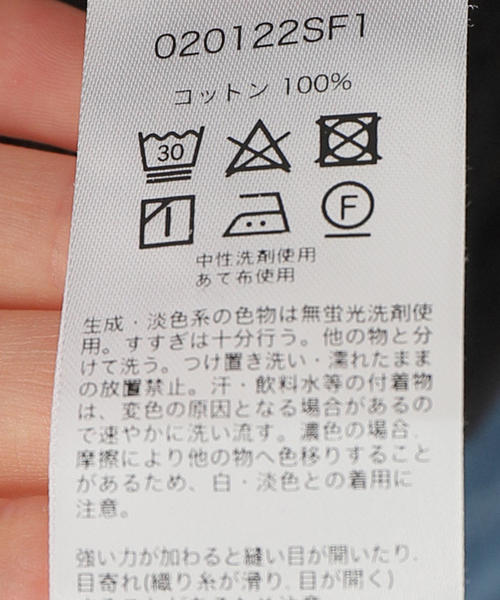 020122SF1
コットン 100%
30
F
中性洗剤使用
あて布使用
生成・淡色系の色物は無蛍光洗剤使
用。すすぎは十分行う。他の物と分
けて洗う。つけ置き洗い・濡れたまま
の放置禁止。汗・飲料水等の付着物
は、変色の原因となる場合があるの
で速やかに洗い流す。濃色の場合、
摩擦により他の物へ色移りすること
があるため、白・淡色との着用に
注意。
強い力が加わると縫い目が開いたり、
目寄れ(織り糸が滑り、目が開く)